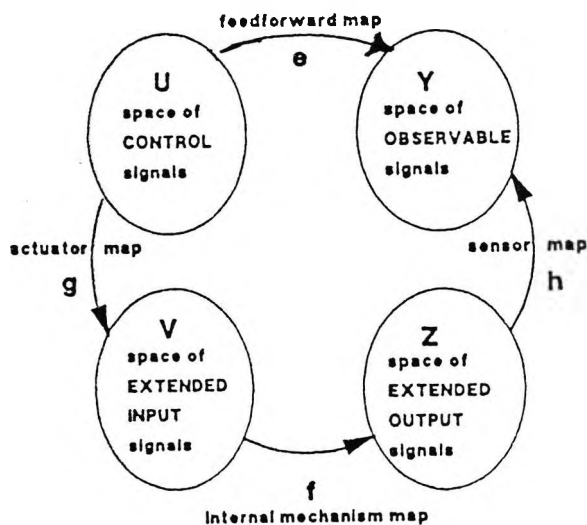 feedforward map
e
U
space of
CONTROL
signals
Y
space of
OBSERVABLE
signals
actuator map
g
sensor map
h
V
space of
EXTENDED
INPUT
signals
Z
space of
EXTENDED
OUTPUT
signals
f
Internal mechanism map